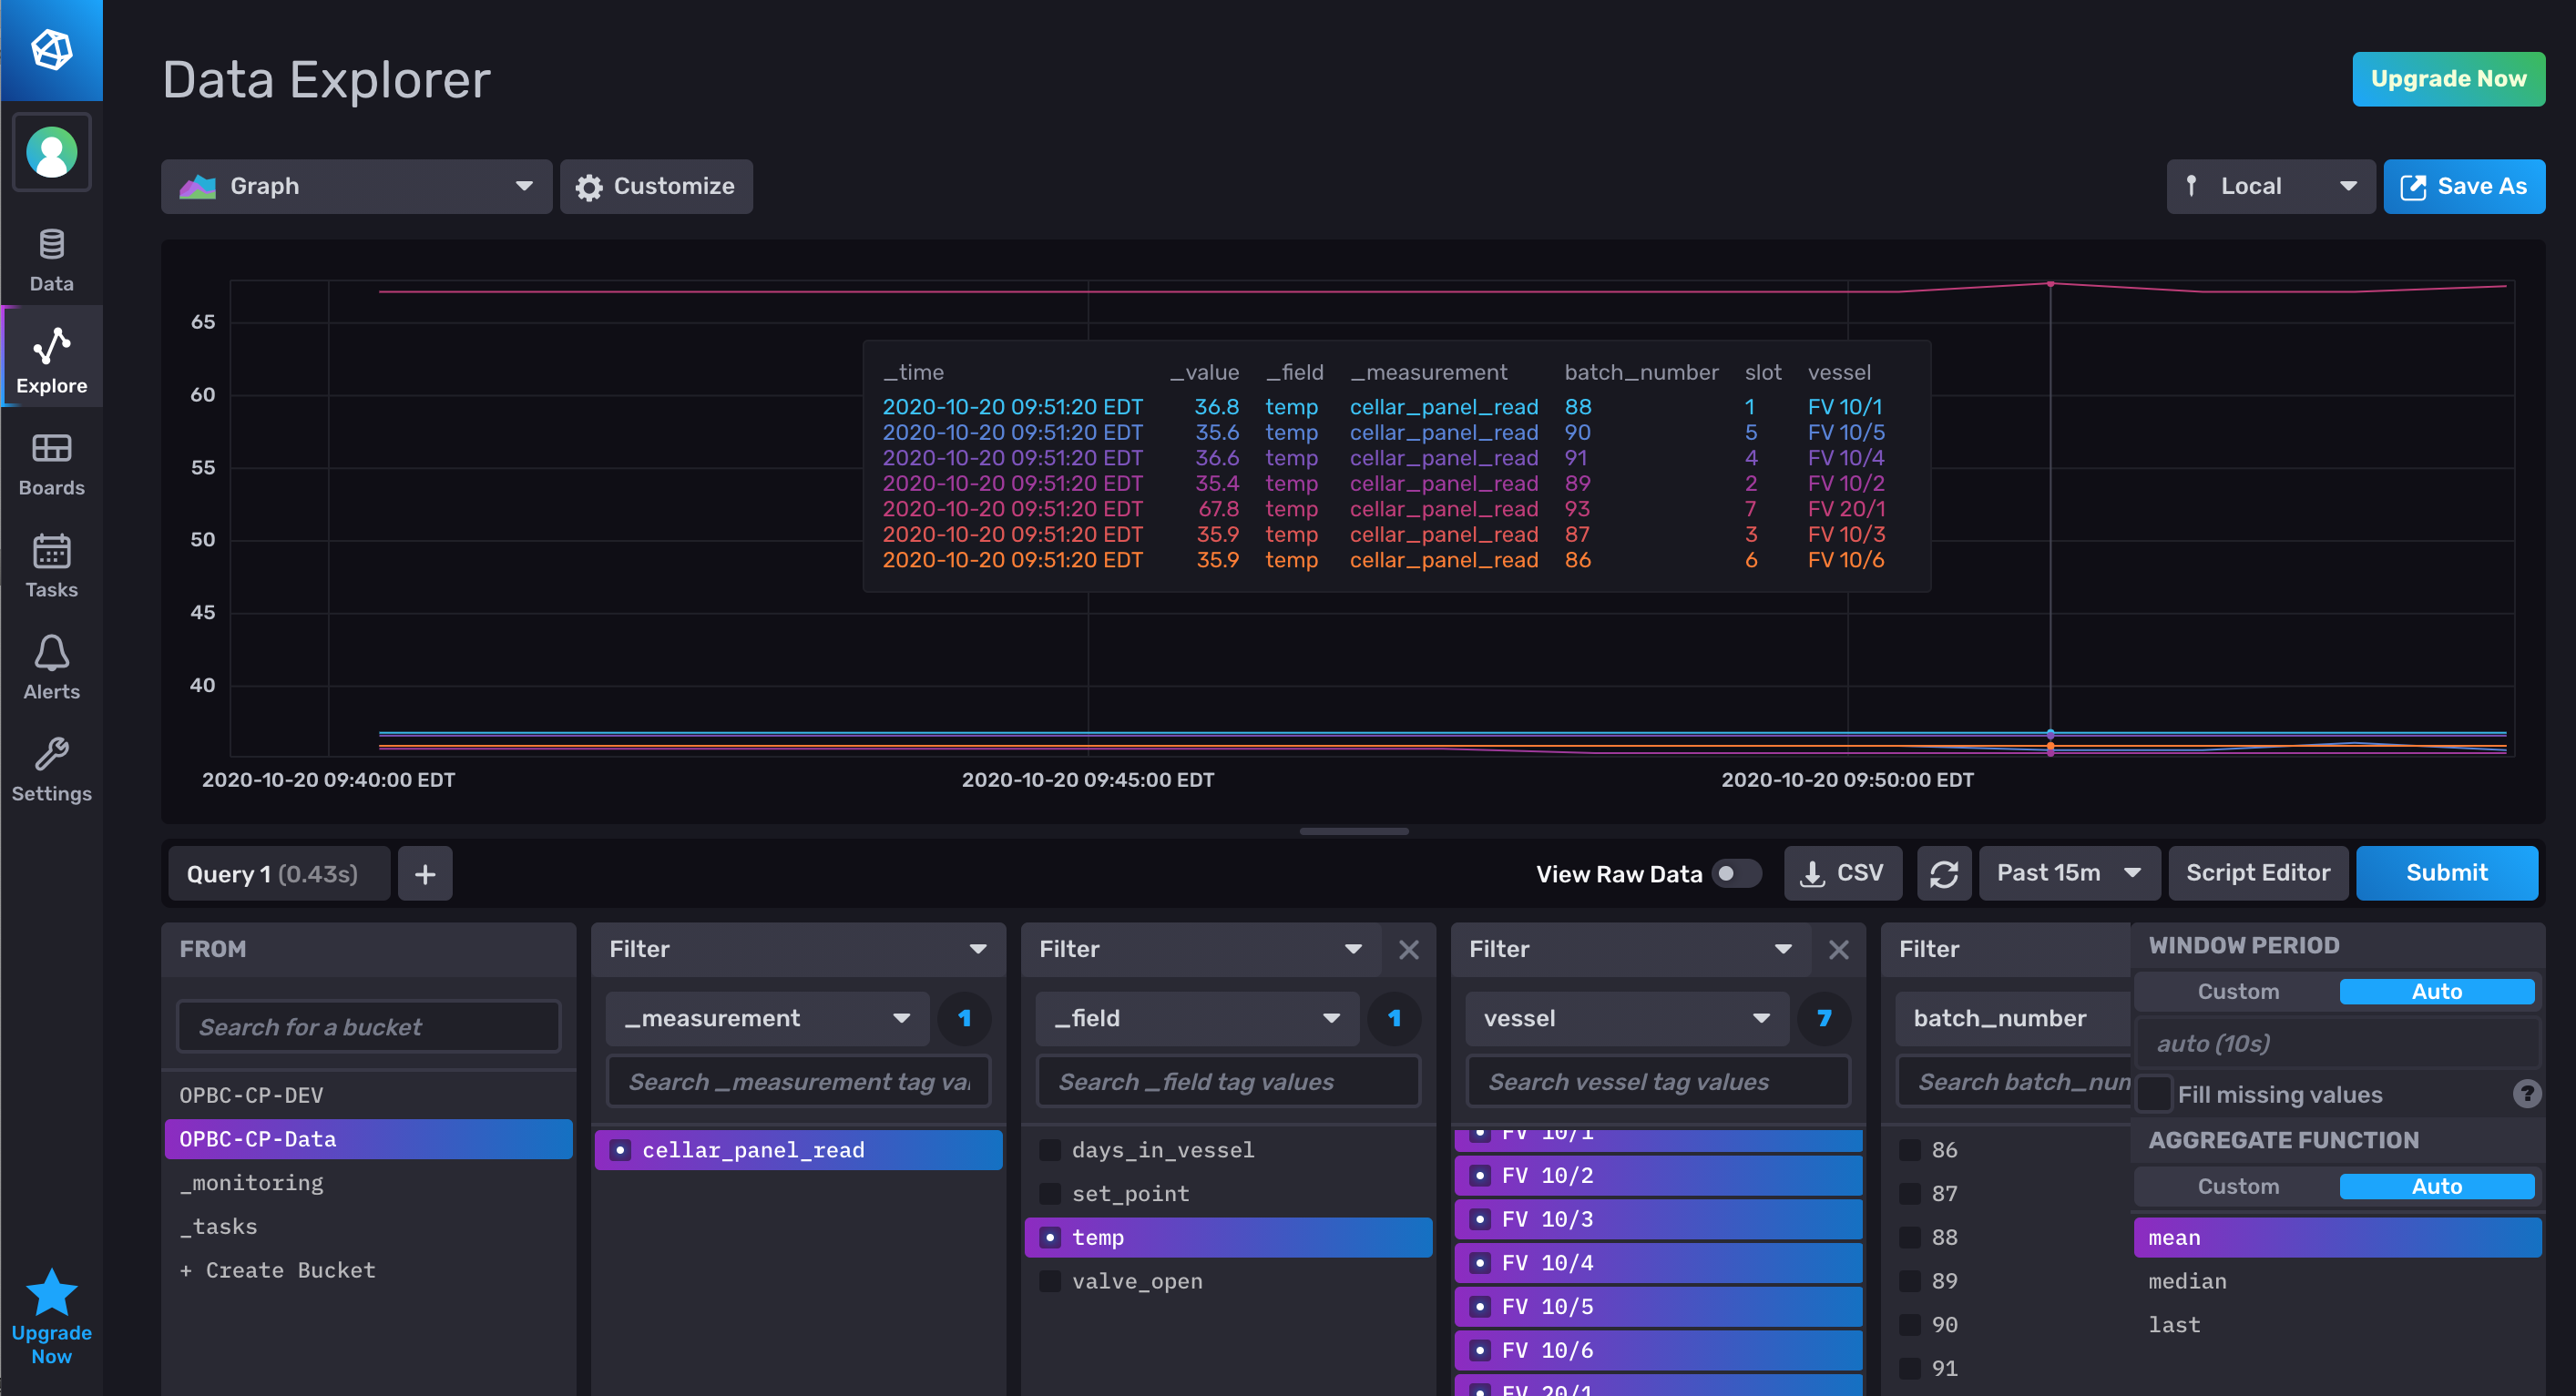 Data Explorer
Upgrade Now
Graph
Customize
Local
Save As
Data
Explore
Boards
Tasks
Alerts
Settings
Upgrade
Now
65
60
55
50
45
40
_time _value _field _measurement batch_number slot vessel
2020-10-20 09:51:20 EDT 36.8 temp cellar_panel_read 88 1 FV 10/1
2020-10-20 09:51:20 EDT 35.6 temp cellar_panel_read 90 5 FV 10/5
2020-10-20 09:51:20 EDT 36.6 temp cellar_panel_read 91 4 FV 10/4
2020-10-20 09:51:20 EDT 35.4 temp cellar_panel_read 89 2 FV 10/2
2020-10-20 09:51:20 EDT 67.8 temp cellar_panel_read 93 7 FV 20/1
2020-10-20 09:51:20 EDT 35.9 temp cellar_panel_read 87 3 FV 10/3
2020-10-20 09:51:20 EDT 35.9 temp cellar_panel_read 86 6 FV 10/6
2020-10-20 09:40:00 EDT 2020-10-20 09:45:00 EDT 2020-10-20 09:50:00 EDT
Query 1 (0.43s) +
View Raw Data
CSV
Past 15m
Script Editor
Submit
FROM
Search for a bucket
OPBC-CP-DEV
OPBC-CP-Data
_monitoring
_tasks
+ Create Bucket
Filter
_measurement 1
Search _measurement tag va
cellar_panel_read
Filter
_field 1
Search _field tag values
days_in_vessel
set_point
temp
valve_open
Filter
vessel 7
Search vessel tag values
FV 10/1
FV 10/2
FV 10/3
FV 10/4
FV 10/5
FV 10/6
FV 20/1
Filter
batch_number
Search batch_num
86
87
88
89
90
91
WINDOW PERIOD
Custom Auto
auto (10s)
Fill missing values ?
AGGREGATE FUNCTION
Custom Auto
mean
median
last